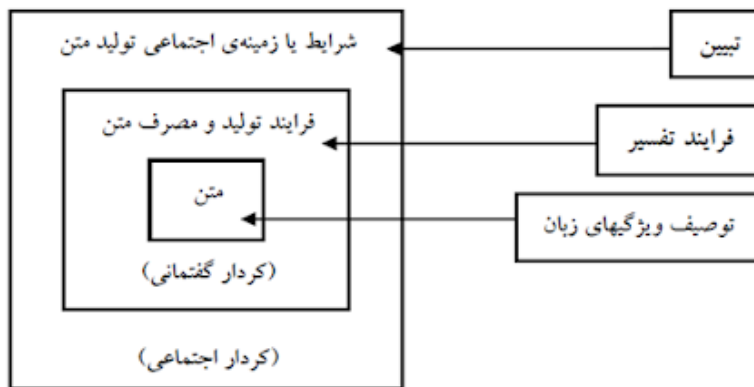 شرایط یا زمینه‌ی اجتماعی تولید متن
تبیین
فرایند تولید و مصرف متن
فرایند تفسیر
متن
توصیف ویژگیهای زبان
(کردار گفتمانی)
(کردار اجتماعی)